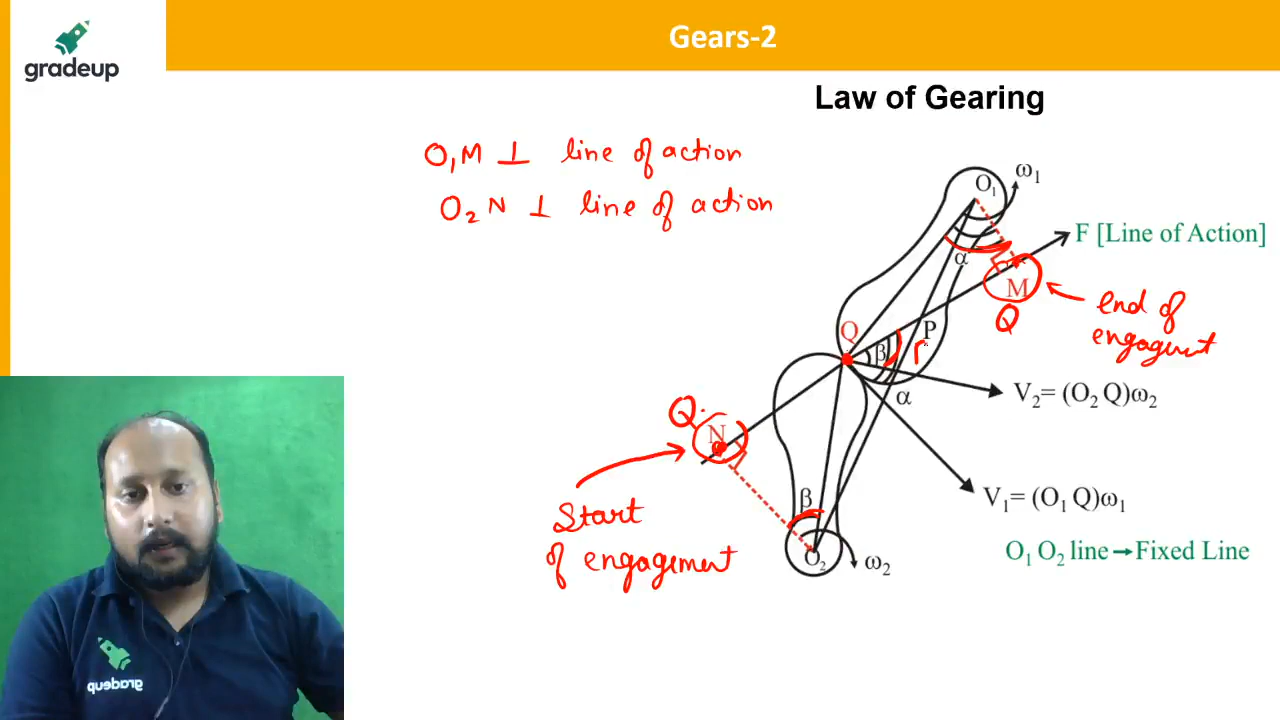 Gears-2
gradeup
Law of Gearing
O₁M ⊥ line of action
O₂N ⊥ line of action
O₁
ω₁
F [Line of Action]
α
M
Q
end of
engagent
Q
P
β
α
V₂= (O₂ Q)ω₂
Q
N
V₁= (O₁ Q)ω₁
Start
of engagement
β
O₂
ω₂
O₁ O₂ line→Fixed Line
gradeup